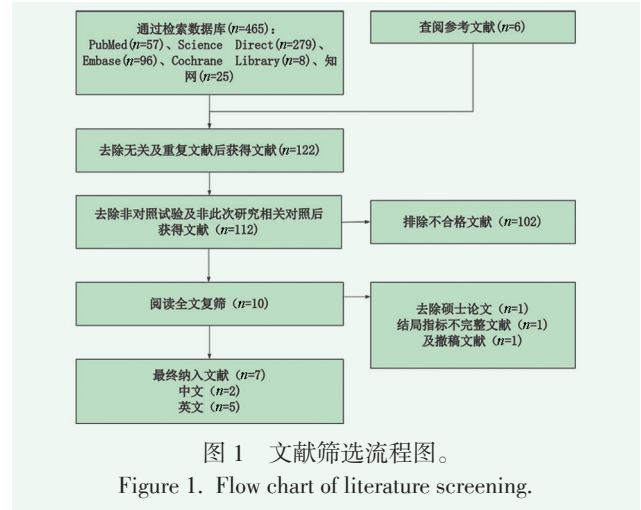 通过检索数据库(n=465):
PubMed(n=57)、Science Direct(n=279)、
Embase(n=96)、Cochrane Library(n=8)、知
网(n=25)
查阅参考文献(n=6)
去除无关及重复文献后获得文献(n=122)
去除非对照试验及非此次研究相关对照后
获得文献(n=112)
排除不合格文献(n=102)
阅读全文复筛(n=10)
去除硕士论文(n=1)
结局指标不完整文献(n=1)
及撤稿文献(n=1)
最终纳入文献(n=7)
中文(n=2)
英文(n=5)
图 1 文献筛选流程图。
Figure 1. Flow chart of literature screening.